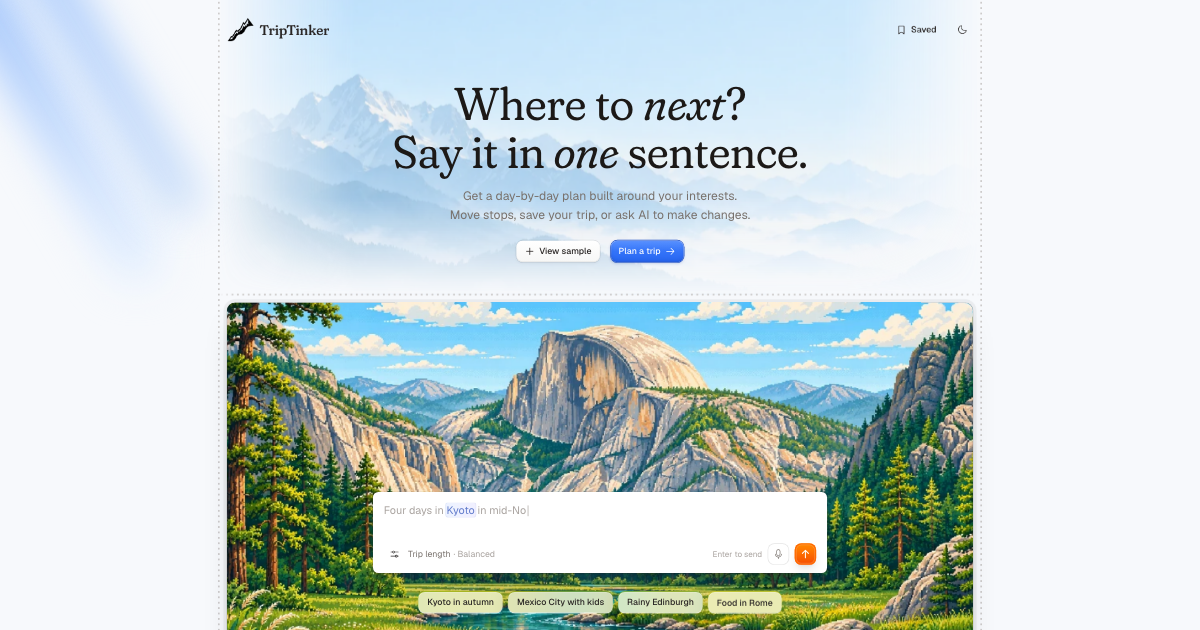 TripTinker
Saved
Where to next?
Say it in one sentence.
Get a day-by-day plan built around your interests.
Move stops, save your trip, or ask AI to make changes.
View sample
Plan a trip
Four days in Kyoto in mid-No
Trip length · Balanced
Enter to send
Kyoto in autumn
Mexico City with kids
Rainy Edinburgh
Food in Rome